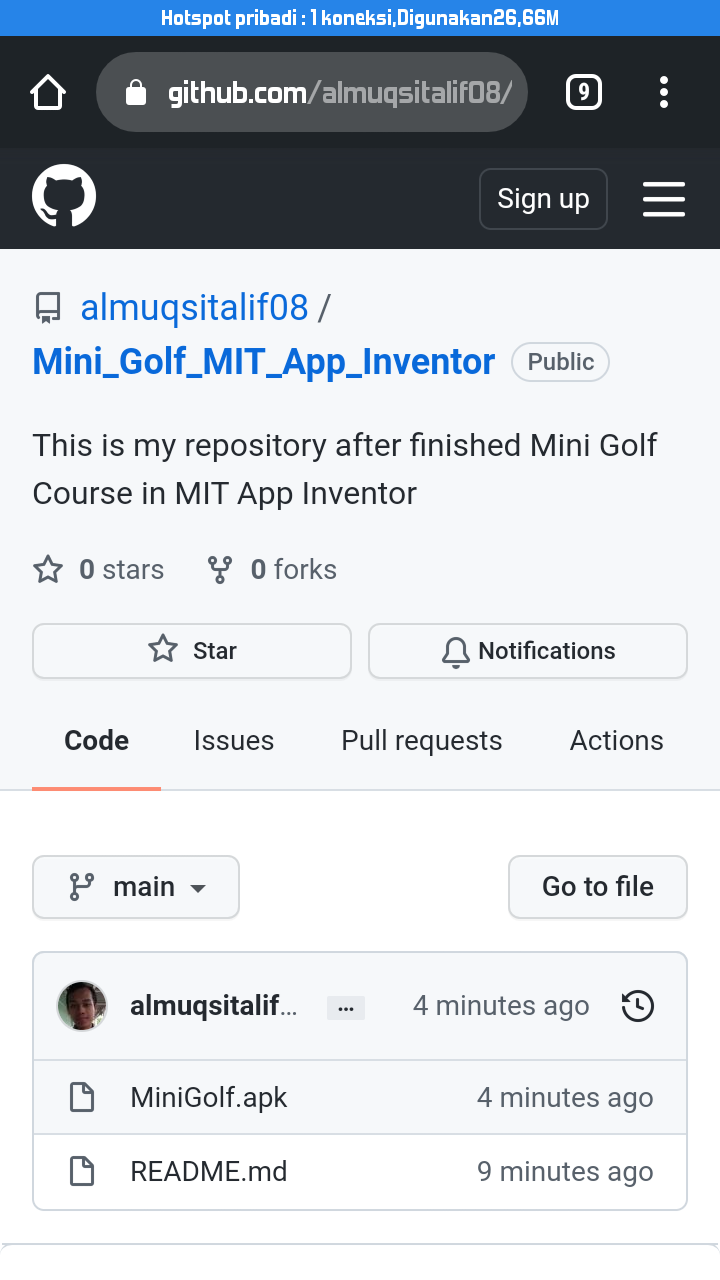 Hotspot pribadi : 1 koneksi,Digunakan26,66M
github.com/almuqsitalif08/
9
Sign up
almuqsitalif08 /
Mini_Golf_MIT_App_Inventor Public
This is my repository after finished Mini Golf
Course in MIT App Inventor
0 stars 0 forks
Star Notifications
Code Issues Pull requests Actions
main Go to file
almuqsitalif... ... 4 minutes ago
MiniGolf.apk 4 minutes ago
README.md 9 minutes ago